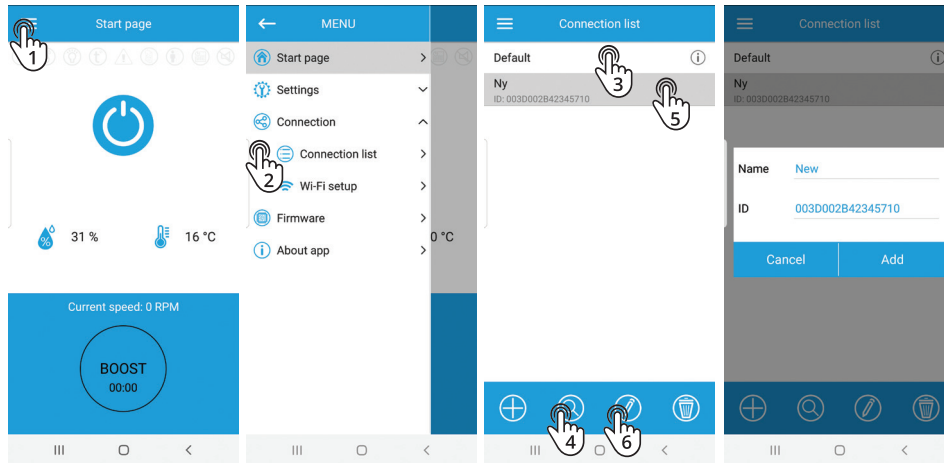 Start page
1
31 %
16 °C
Current speed: 0 RPM
BOOST
00:00
MENU
Start page
Settings
Connection
Connection list
2
Wi-Fi setup
Firmware
About app
0 °C
Connection list
Default
3
Ny
ID: 003D002B42345710
5
4
6
Connection list
Default
Ny
ID: 003D002B42345710
Name New
ID 003D002B42345710
Cancel Add